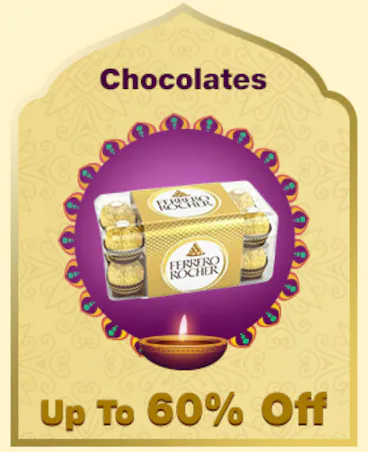 Chocolates
FERRERO
ROCHER
FERRERO
ROCHER
Up To 60% Off